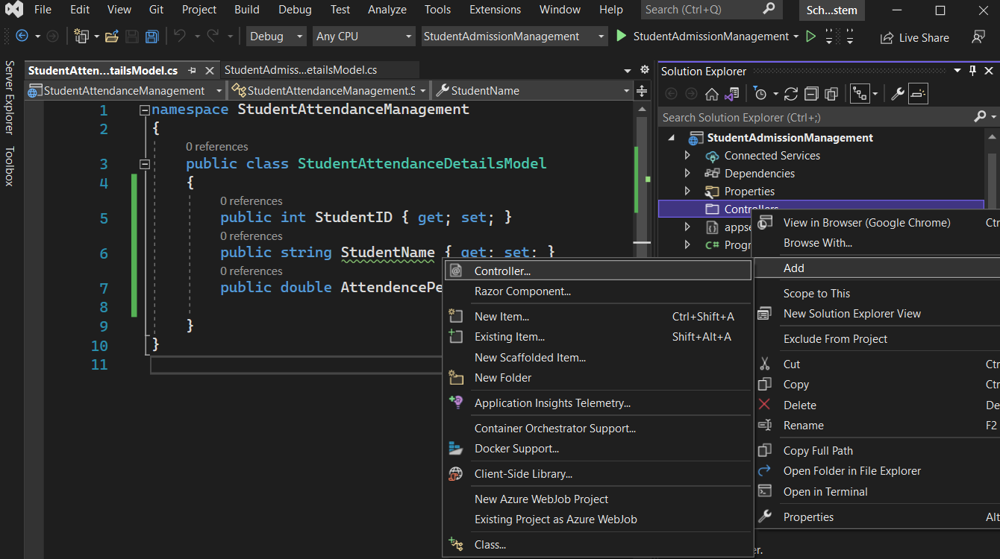 File Edit View Git Project Build Debug Test Analyze Tools Extensions Window Help Search (Ctrl+Q) Sch...stem
Debug Any CPU StudentAdmissionManagement StudentAdmissionManagement Live Share
Server Explorer
Toolbox
StudentAtten...tailsModel.cs StudentAdmiss...etailsModel.cs
StudentAttendanceManagement StudentAttendanceManagement.S StudentName
1 namespace StudentAttendanceManagement
2 {
0 references
3 public class StudentAttendanceDetailsModel
4 {
0 references
5 public int StudentID { get; set; }
0 references
6 public string StudentName { get; set; }
0 references
7 public double AttendencePe
8
9 }
10 }
11
Solution Explorer
Search Solution Explorer (Ctrl+;)
StudentAdmissionManagement
Connected Services
Dependencies
Properties
Controllers
appse
C# Progr
View in Browser (Google Chrome) Ctr
Browse With...
Add
Scope to This
New Solution Explorer View
Exclude From Project
Cut Ctr
Copy Ctr
Delete De
Rename F2
Copy Full Path
Open Folder in File Explorer
Open in Terminal
Properties Alt
er.
Controller...
Razor Component...
New Item... Ctrl+Shift+A
Existing Item... Shift+Alt+A
New Scaffolded Item...
New Folder
Application Insights Telemetry...
Container Orchestrator Support...
Docker Support...
Client-Side Library...
New Azure WebJob Project
Existing Project as Azure WebJob
Class...